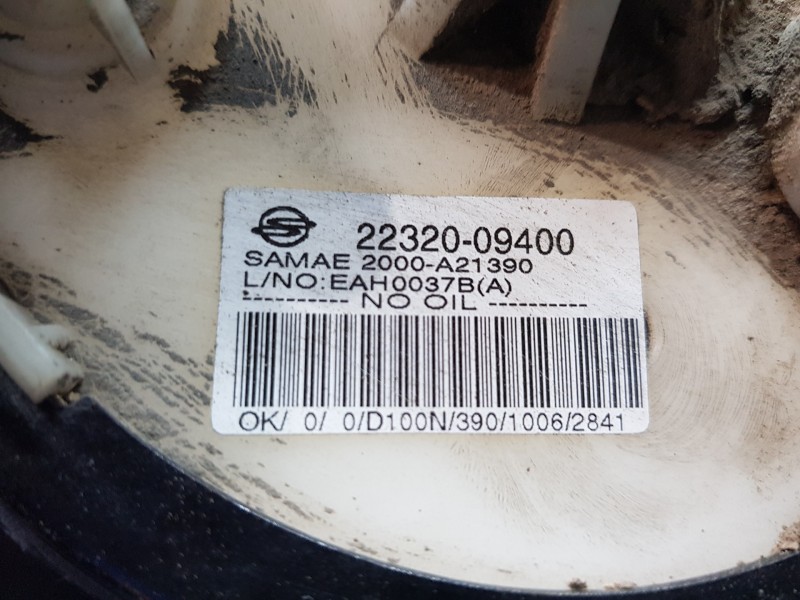 22320-09400
SAMAE 2000-A21390
L/NO:EAH0037B(A)
---------- NO OIL ----------
OK/ 0/ 0/D100N/390/1006/2841